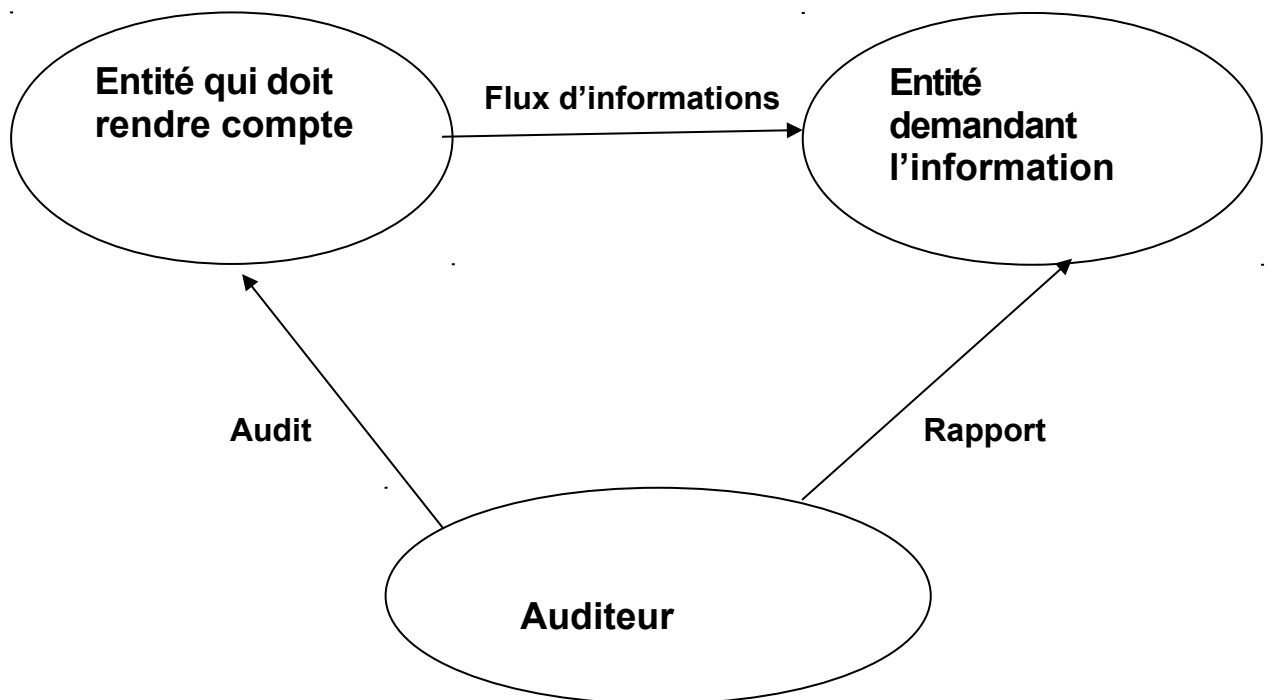 Entité qui doit
rendre compte
Flux d’informations
Entité
demandant
l’information
Audit
Rapport
Auditeur